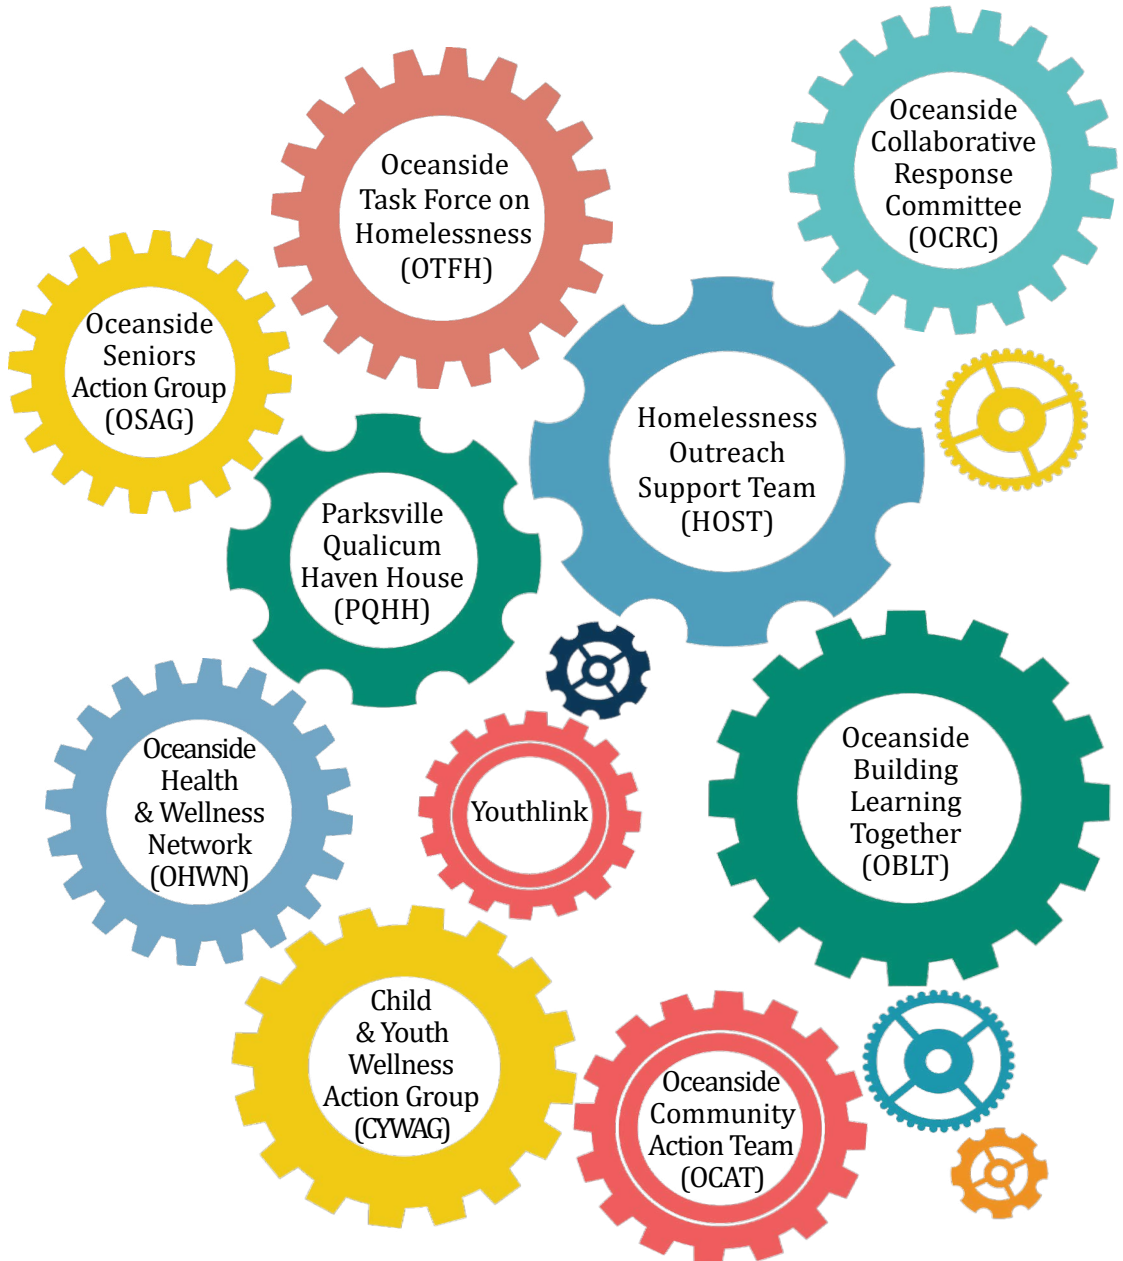 Oceanside
Task Force on
Homelessness
(OTFH)
Oceanside
Collaborative
Response
Committee
(OCRC)
Oceanside
Seniors
Action Group
(OSAG)
Homelessness
Outreach
Support Team
(HOST)
Parksville
Qualicum
Haven House
(PQHH)
Oceanside
Health
& Wellness
Network
(OHWN)
Youthlink
Oceanside
Building
Learning
Together
(OBLT)
Child
& Youth
Wellness
Action Group
(CYWAG)
Oceanside
Community
Action Team
(OCAT)